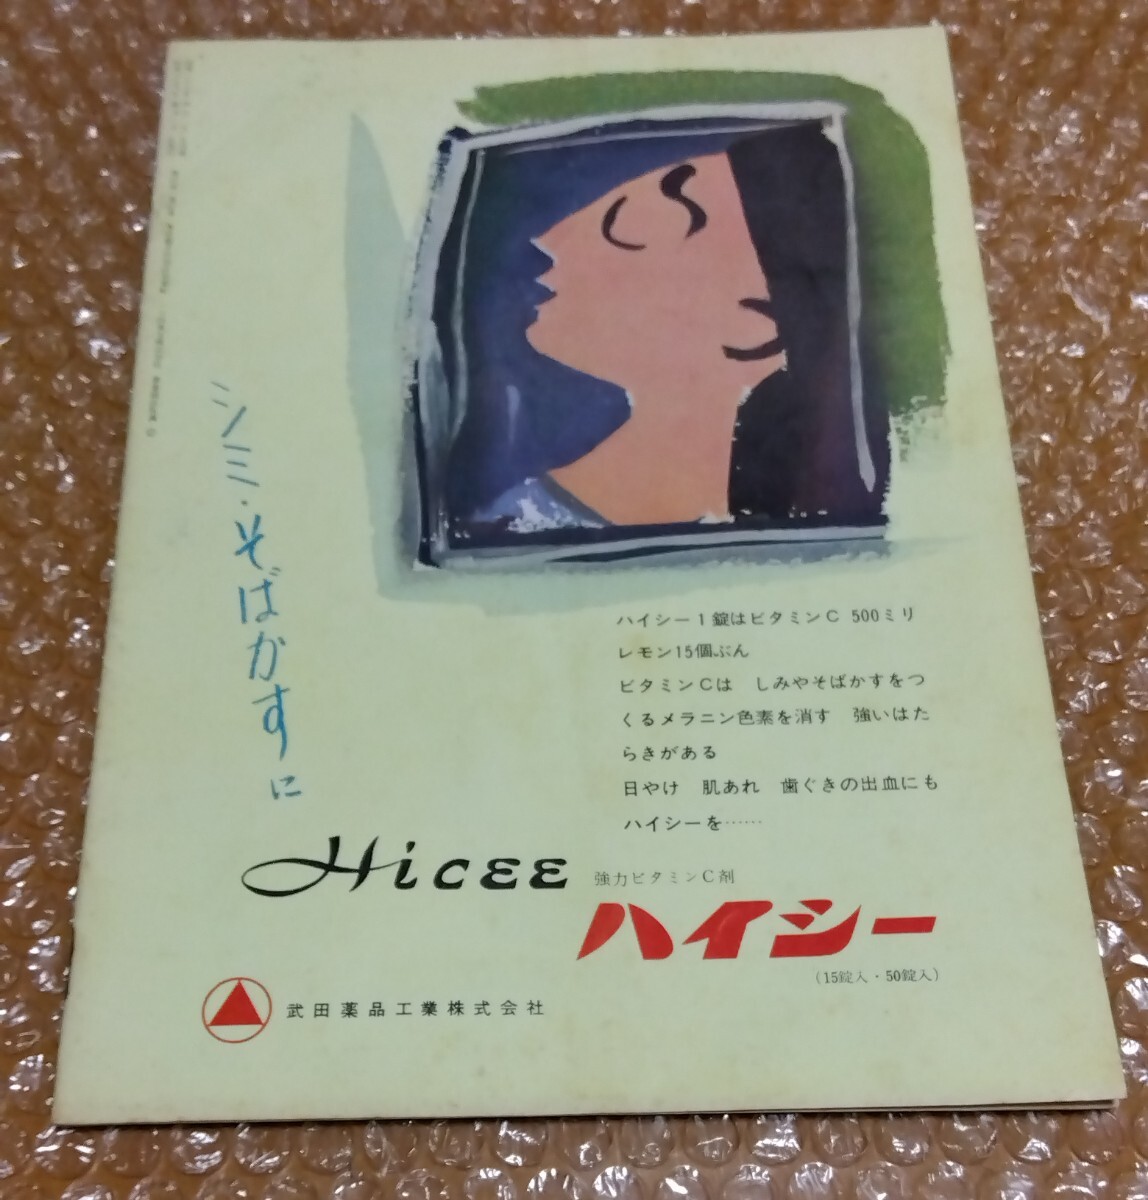 シミ・そばかすに
ハイシー1錠はビタミンC 500ミリ
レモン15個ぶん
ビタミンCは しみやそばかすをつ
くるメラニン色素を消す 強いはた
らきがある
日やけ 肌あれ 歯ぐきの出血にも
ハイシーを……
Hicee 強力ビタミンC剤
ハイシー
(15錠入・50錠入)
武田薬品工業株式会社